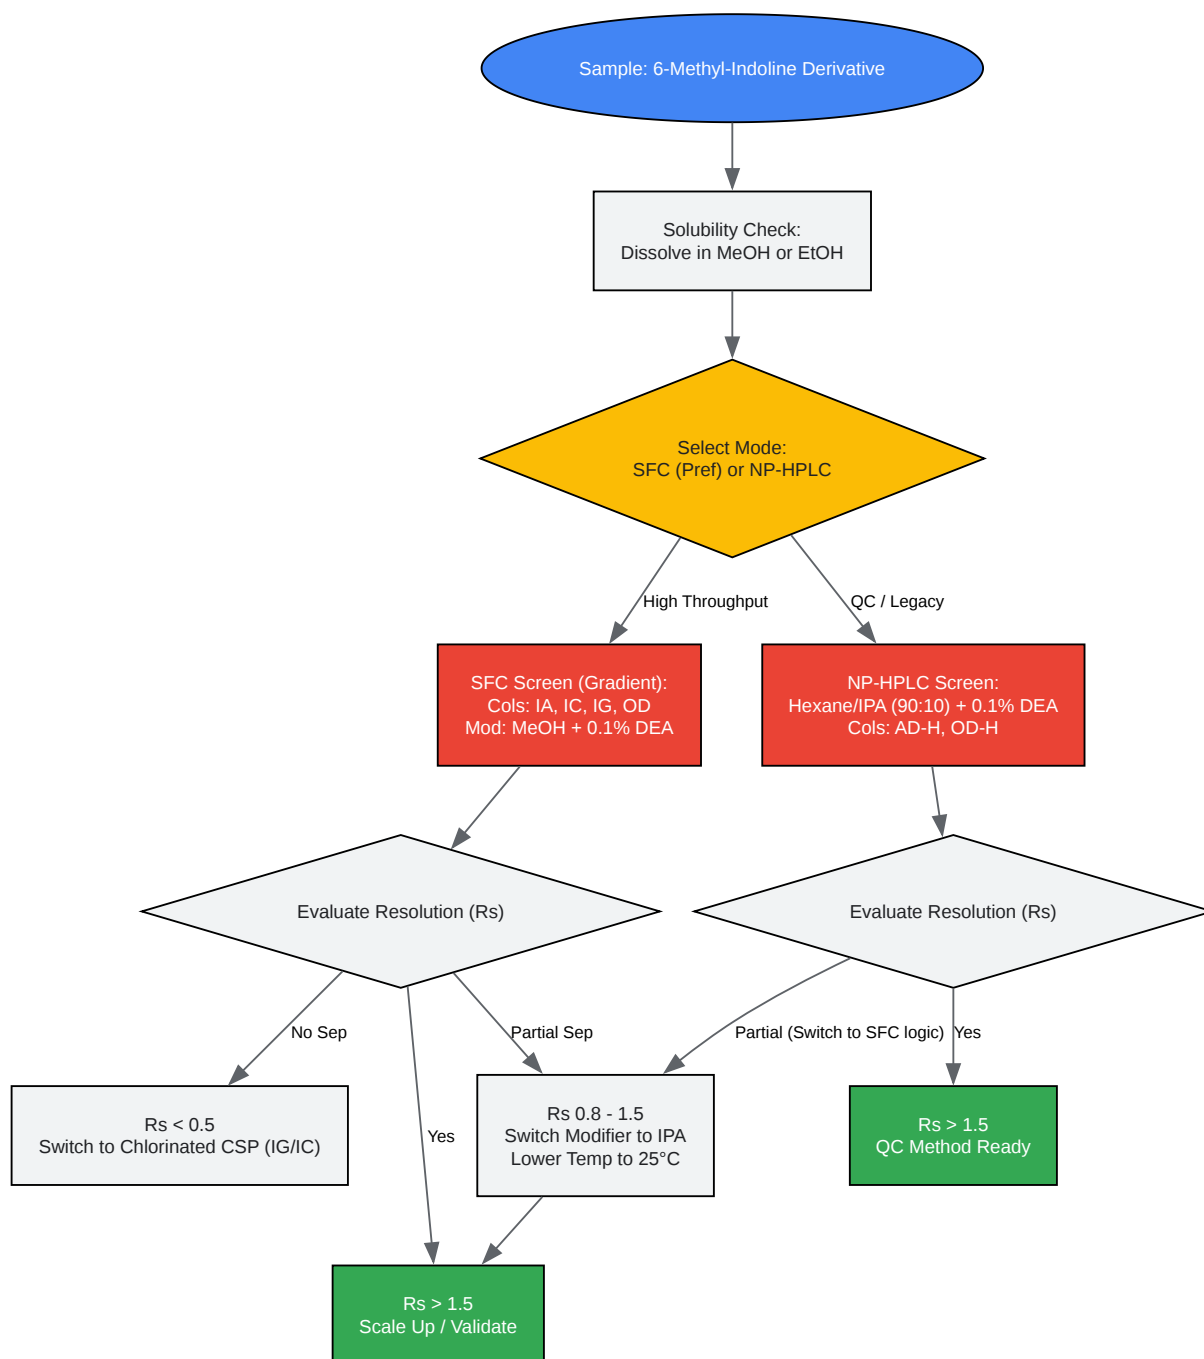 Sample: 6-Methyl-Indoline Derivative
Solubility Check:
Dissolve in MeOH or EtOH
Select Mode:
SFC (Pref) or NP-HPLC
High Throughput
QC / Legacy
SFC Screen (Gradient):
Cols: IA, IC, IG, OD
Mod: MeOH + 0.1% DEA
NP-HPLC Screen:
Hexane/IPA (90:10) + 0.1% DEA
Cols: AD-H, OD-H
Evaluate Resolution (Rs)
Evaluate Resolution (Rs)
No Sep
Partial Sep
Partial (Switch to SFC logic)
Yes
Rs < 0.5
Switch to Chlorinated CSP (IG/IC)
Yes
Rs 0.8 - 1.5
Switch Modifier to IPA
Lower Temp to 25°C
Rs > 1.5
QC Method Ready
Rs > 1.5
Scale Up / Validate